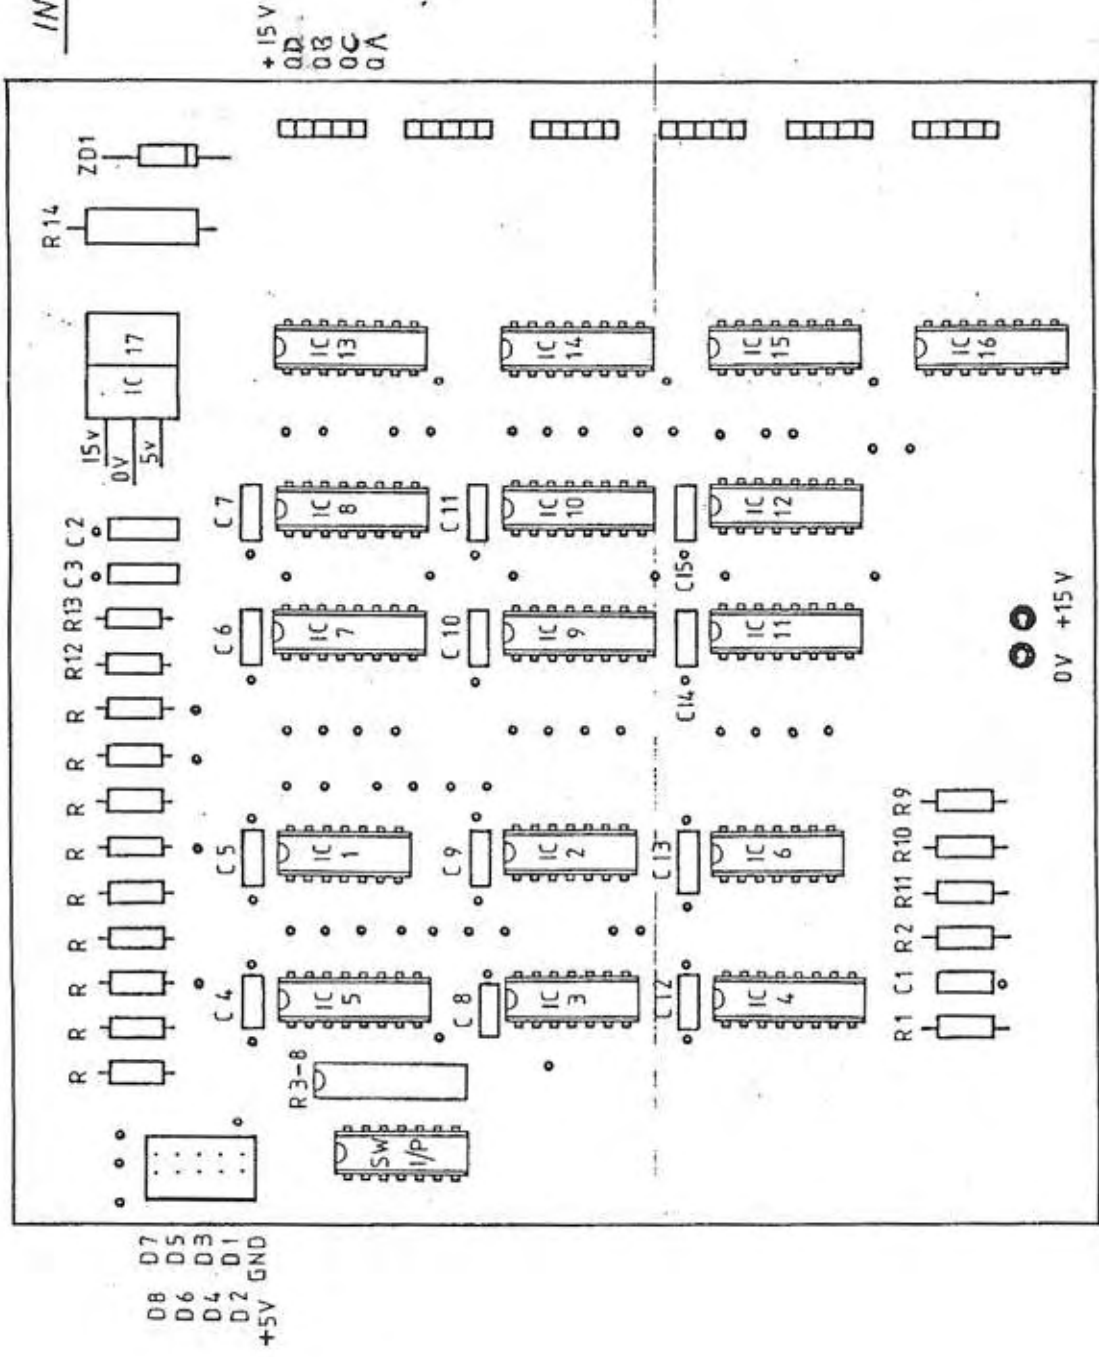 IN
+15V
QD
QB
QC
QA
ZD1
R14
15v
0V
5v
IC 17
IC 13
IC 14
IC 15
IC 16
C2
C3
R13
R12
R
R
R
R
R
R
R
R
R
C7
IC 8
C11
IC 10
C15
IC 12
C6
IC 7
C10
IC 9
C14
IC 11
0V +15V
C5
IC 1
C9
IC 2
C13
IC 6
C4
IC 5
C8
IC 3
C12
IC 4
R9
R10
R11
R2
C1
R1
R3-8
SW
I/P
D8 D7
D6 D5
D4 D3
D2 D1
+5V GND